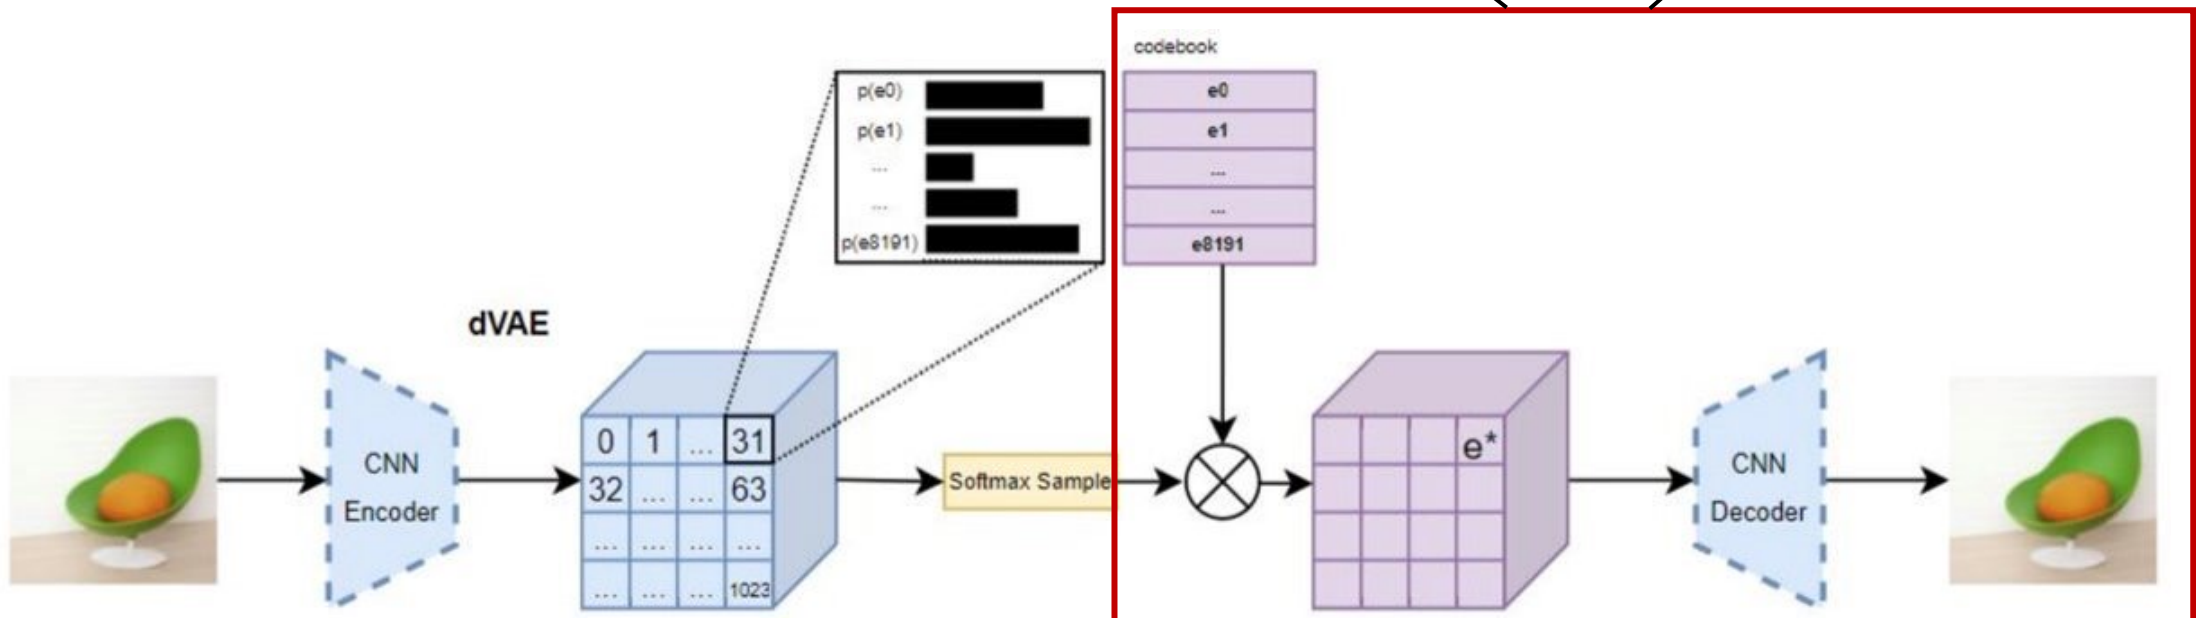 codebook
p(e0)
p(e1)
...
...
p(e8191)
e0
e1
...
...
e8191
dVAE
CNN
Encoder
0 1 ... 31
32 ... ... 63
... ... ... ...
... ... ... 1023
Softmax Sample
e*
CNN
Decoder